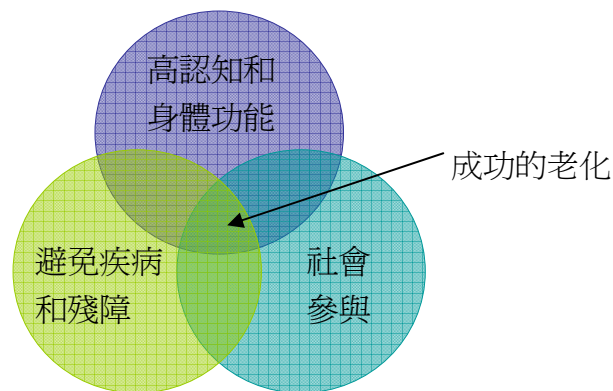 高認知和
身體功能
成功的老化
避免疾病
和殘障
社會
參與